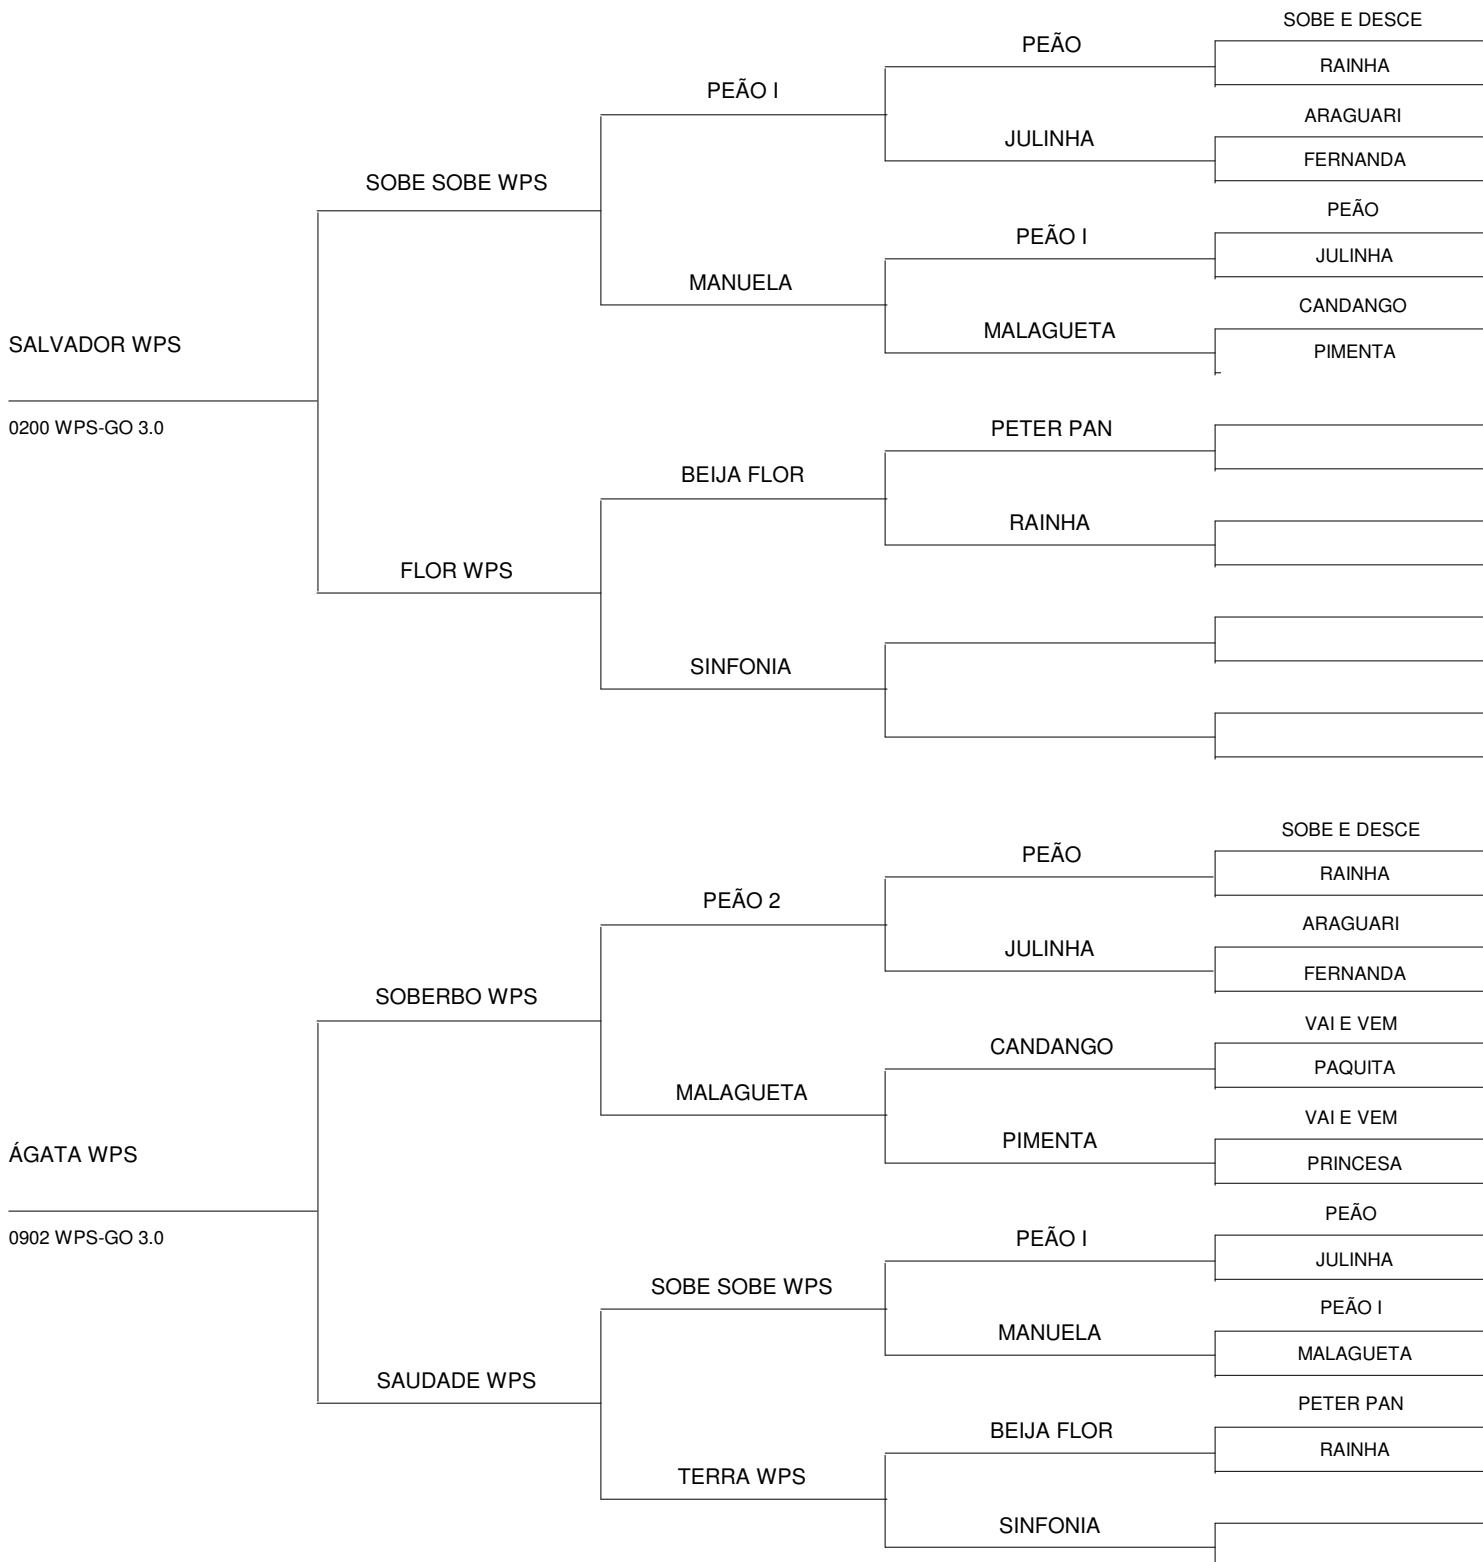 SOBE E DESCE
PEÃO
RAINHA
PEÃO I
ARAGUARI
JULINHA
FERNANDA
SOBE SOBE WPS
PEÃO
PEÃO I
JULINHA
MANUELA
CANDANGO
MALAGUETA
SALVADOR WPS
PIMENTA
0200 WPS-GO 3.0
PETER PAN
BEIJA FLOR
RAINHA
FLOR WPS
SINFONIA
SOBE E DESCE
PEÃO
RAINHA
PEÃO 2
ARAGUARI
JULINHA
FERNANDA
SOBERBO WPS
VAI E VEM
CANDANGO
PAQUITA
MALAGUETA
VAI E VEM
PIMENTA
ÁGATA WPS
PRINCESA
PEÃO
0902 WPS-GO 3.0
PEÃO I
JULINHA
SOBE SOBE WPS
PEÃO I
MANUELA
MALAGUETA
SAUDADE WPS
PETER PAN
BEIJA FLOR
RAINHA
TERRA WPS
SINFONIA